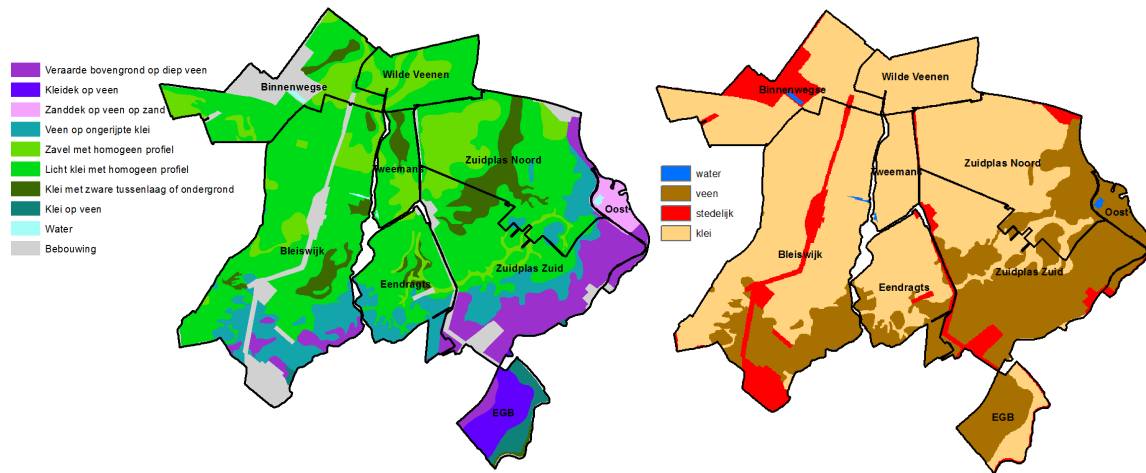 Veraarde bovengrond op diep veen
Kleidek op veen
Zanddek op veen op zand
Veen op ongerijpte klei
Zavel met homogeen profiel
Licht klei met homogeen profiel
Klei met zware tussenlaag of ondergrond
Klei op veen
Water
Bebouwing
Wilde Veenen
Binnenwegse
Zuidplas Noord
Tweemans
Oost
Bleiswijk
Zuidplas Zuid
Eendragts
EGB
water
veen
stedelijk
klei
Wilde Veenen
Binnenwegse
Zuidplas Noord
Tweemans
Oost
Bleiswijk
Zuidplas Zuid
Eendragts
EGB